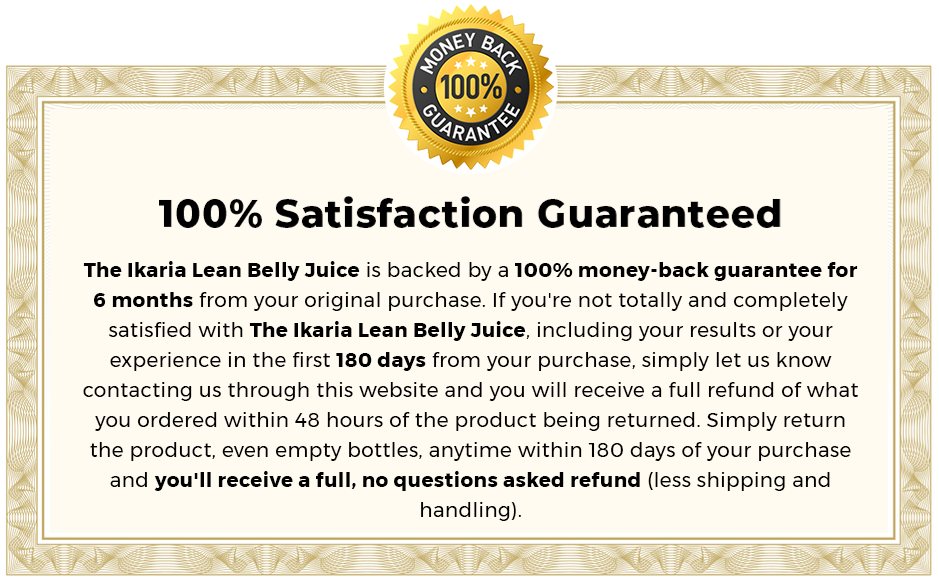 MONEY BACK
100%
GUARANTEE
100% Satisfaction Guaranteed
The Ikaria Lean Belly Juice is backed by a 100% money-back guarantee for
6 months from your original purchase. If you're not totally and completely
satisfied with The Ikaria Lean Belly Juice, including your results or your
experience in the first 180 days from your purchase, simply let us know
contacting us through this website and you will receive a full refund of what
you ordered within 48 hours of the product being returned. Simply return
the product, even empty bottles, anytime within 180 days of your purchase
and you'll receive a full, no questions asked refund (less shipping and
handling).